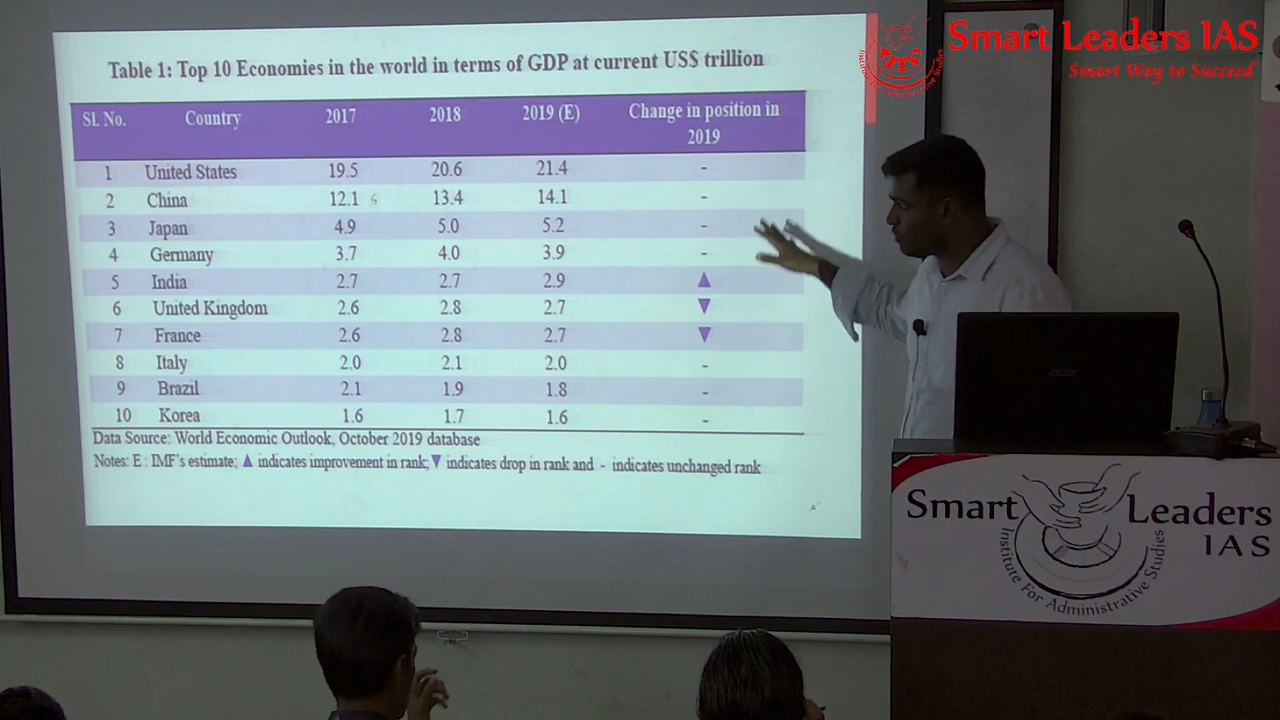 Smart Leaders IAS
Smart Way to Succeed
Institute For Administrative Studies
Table 1: Top 10 Economies in the world in terms of GDP at current US$ trillion
Sl. No. Country 2017 2018 2019 (E) Change in position in 2019
1 United States 19.5 20.6 21.4 -
2 China 12.1 13.4 14.1 -
3 Japan 4.9 5.0 5.2 -
4 Germany 3.7 4.0 3.9 -
5 India 2.7 2.7 2.9 ▲
6 United Kingdom 2.6 2.8 2.7 ▼
7 France 2.6 2.8 2.7 ▼
8 Italy 2.0 2.1 2.0 -
9 Brazil 2.1 1.9 1.8 -
10 Korea 1.6 1.7 1.6 -
Data Source: World Economic Outlook, October 2019 database
Notes: E : IMF's estimate; ▲ indicates improvement in rank; ▼ indicates drop in rank and - indicates unchanged rank
acer
Smart Leaders
IAS
Institute For Administrative Studies